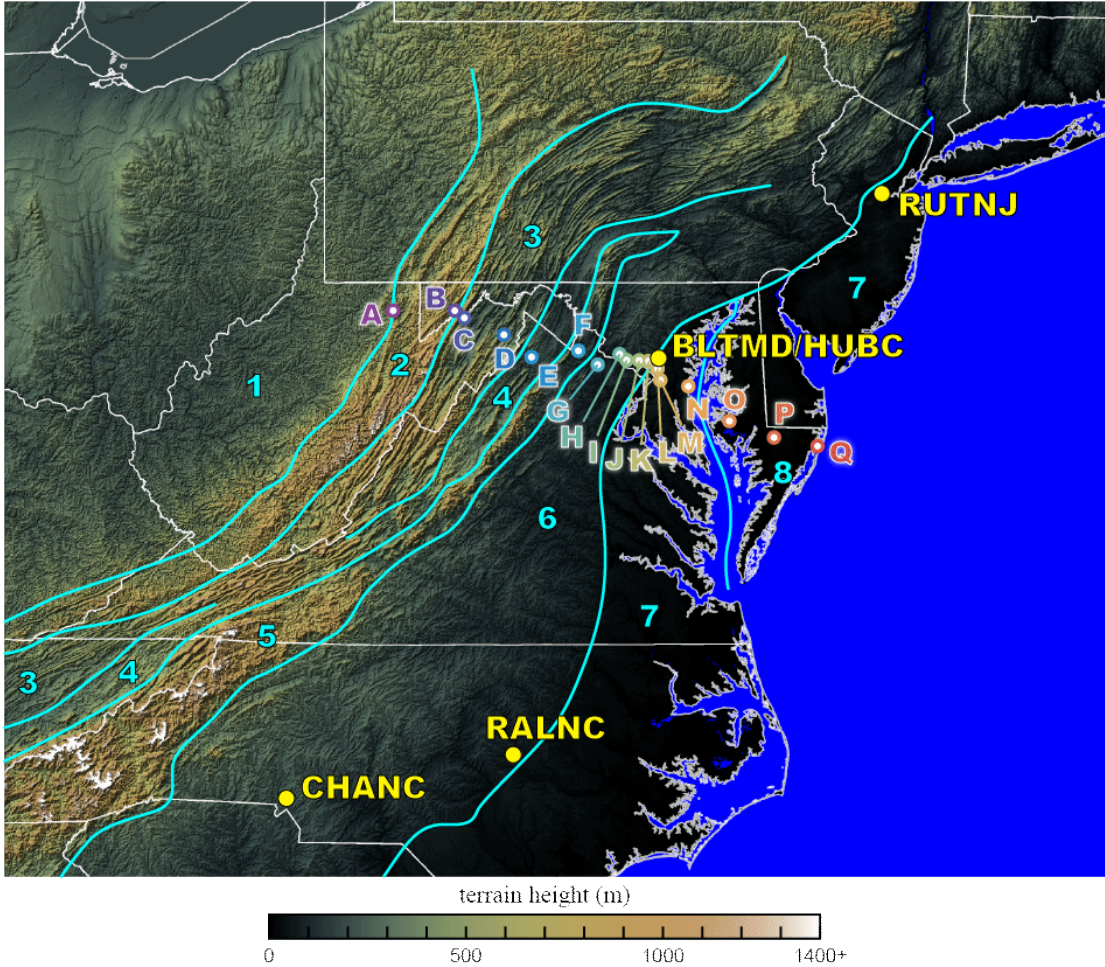 RUTNJ
3
7
A
B
C
F
2
BLTMD/HUBC
1
D
E
4
G
N
O
P
H
I
J
K
L
M
Q
8
6
7
5
4
3
RALNC
CHANC
terrain height (m)
0
500
1000
1400+